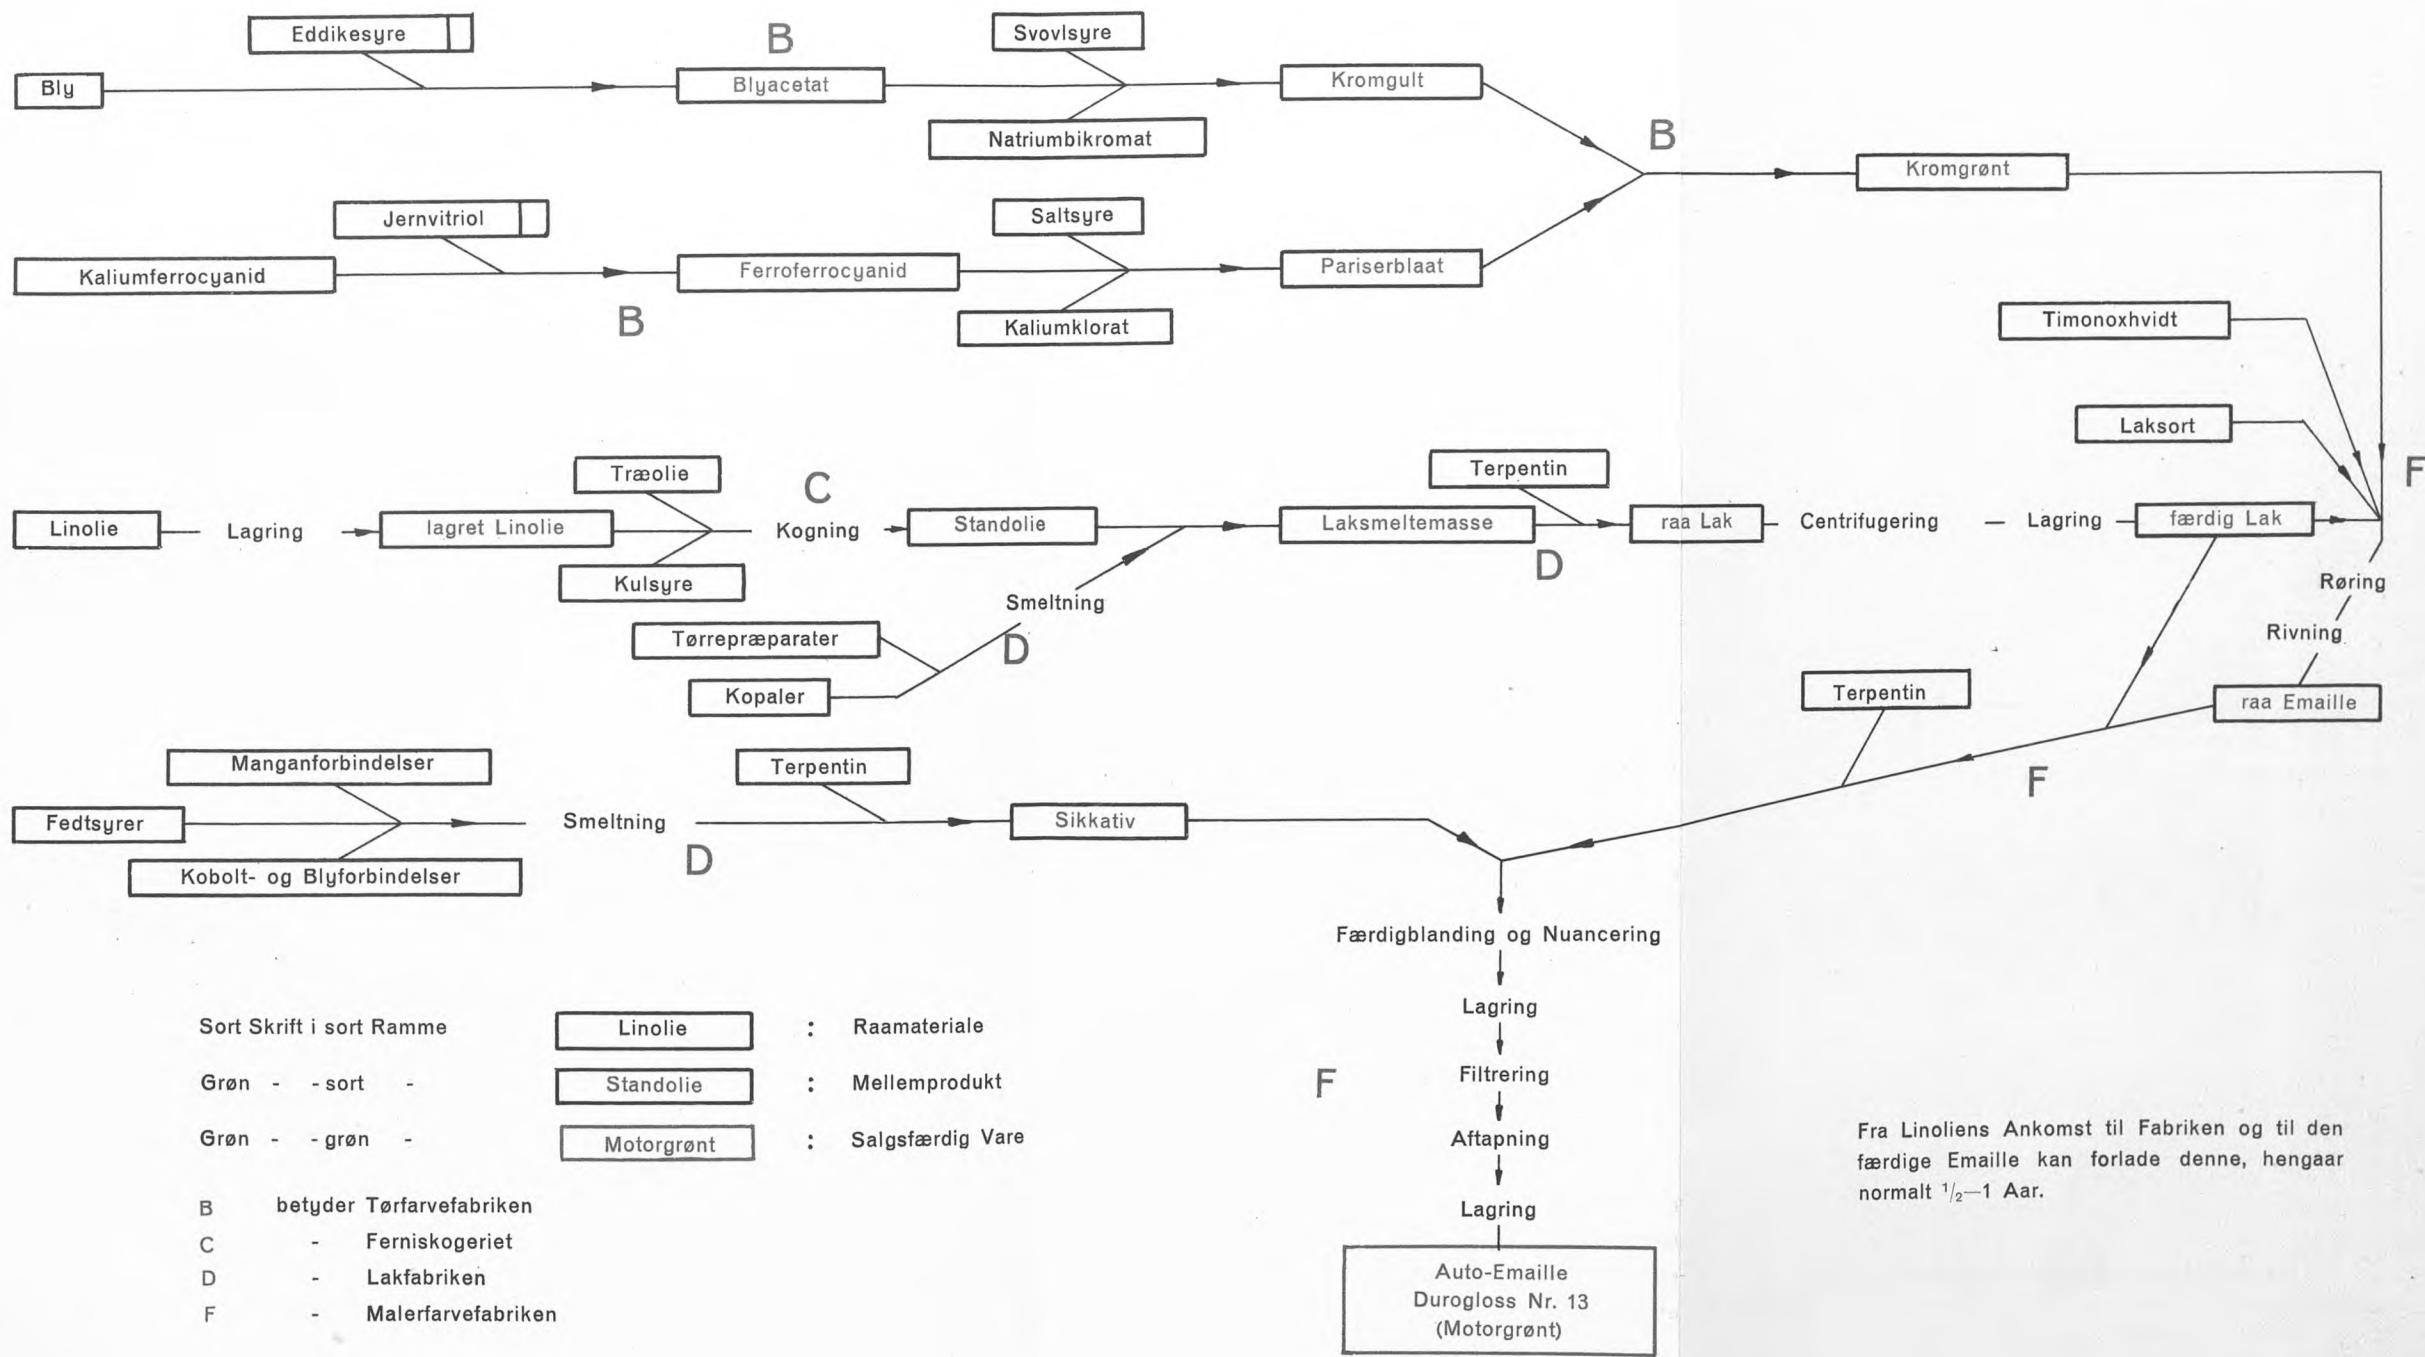 Eddikesyre
B
Svovlsyre
Bly
Blyacetat
Kromgult
Natriumbikromat
B
Kromgrønt
Jernvitriol
Saltsyre
Kaliumferrocyanid
Ferroferrocyanid
Pariserblaat
B
Kaliumklorat
Timonoxhvidt
Laksort
F
Træolie
C
Terpentin
Linolie
Lagring
lagret Linolie
Kogning
Standolie
Laksmeltemasse
raa Lak
Centrifugering
Lagring
færdig Lak
D
Kulsyre
Røring
Smeltning
Rivning
Tørrepræparater
D
Kopaler
Terpentin
raa Emaille
Manganforbindelser
Terpentin
F
Fedtsyrer
Smeltning
Sikkativ
D
Kobolt- og Blyforbindelser
Færdigblanding og Nuancering
Lagring
Filtrering
F
Aftapning
Lagring
Auto-Emaille
Durogloss Nr. 13
(Motorgrønt)
Sort Skrift i sort Ramme Linolie : Raamateriale
Grøn - - sort - Standolie : Mellemprodukt
Grøn - - grøn - Motorgrønt : Salgsfærdig Vare
B betyder Tørfarvefabriken
C - Ferniskogeriet
D - Lakfabriken
F - Malerfarvefabriken
Fra Linoliens Ankomst til Fabriken og til den
færdige Emaille kan forlade denne, hengaar
normalt 1/2—1 Aar.